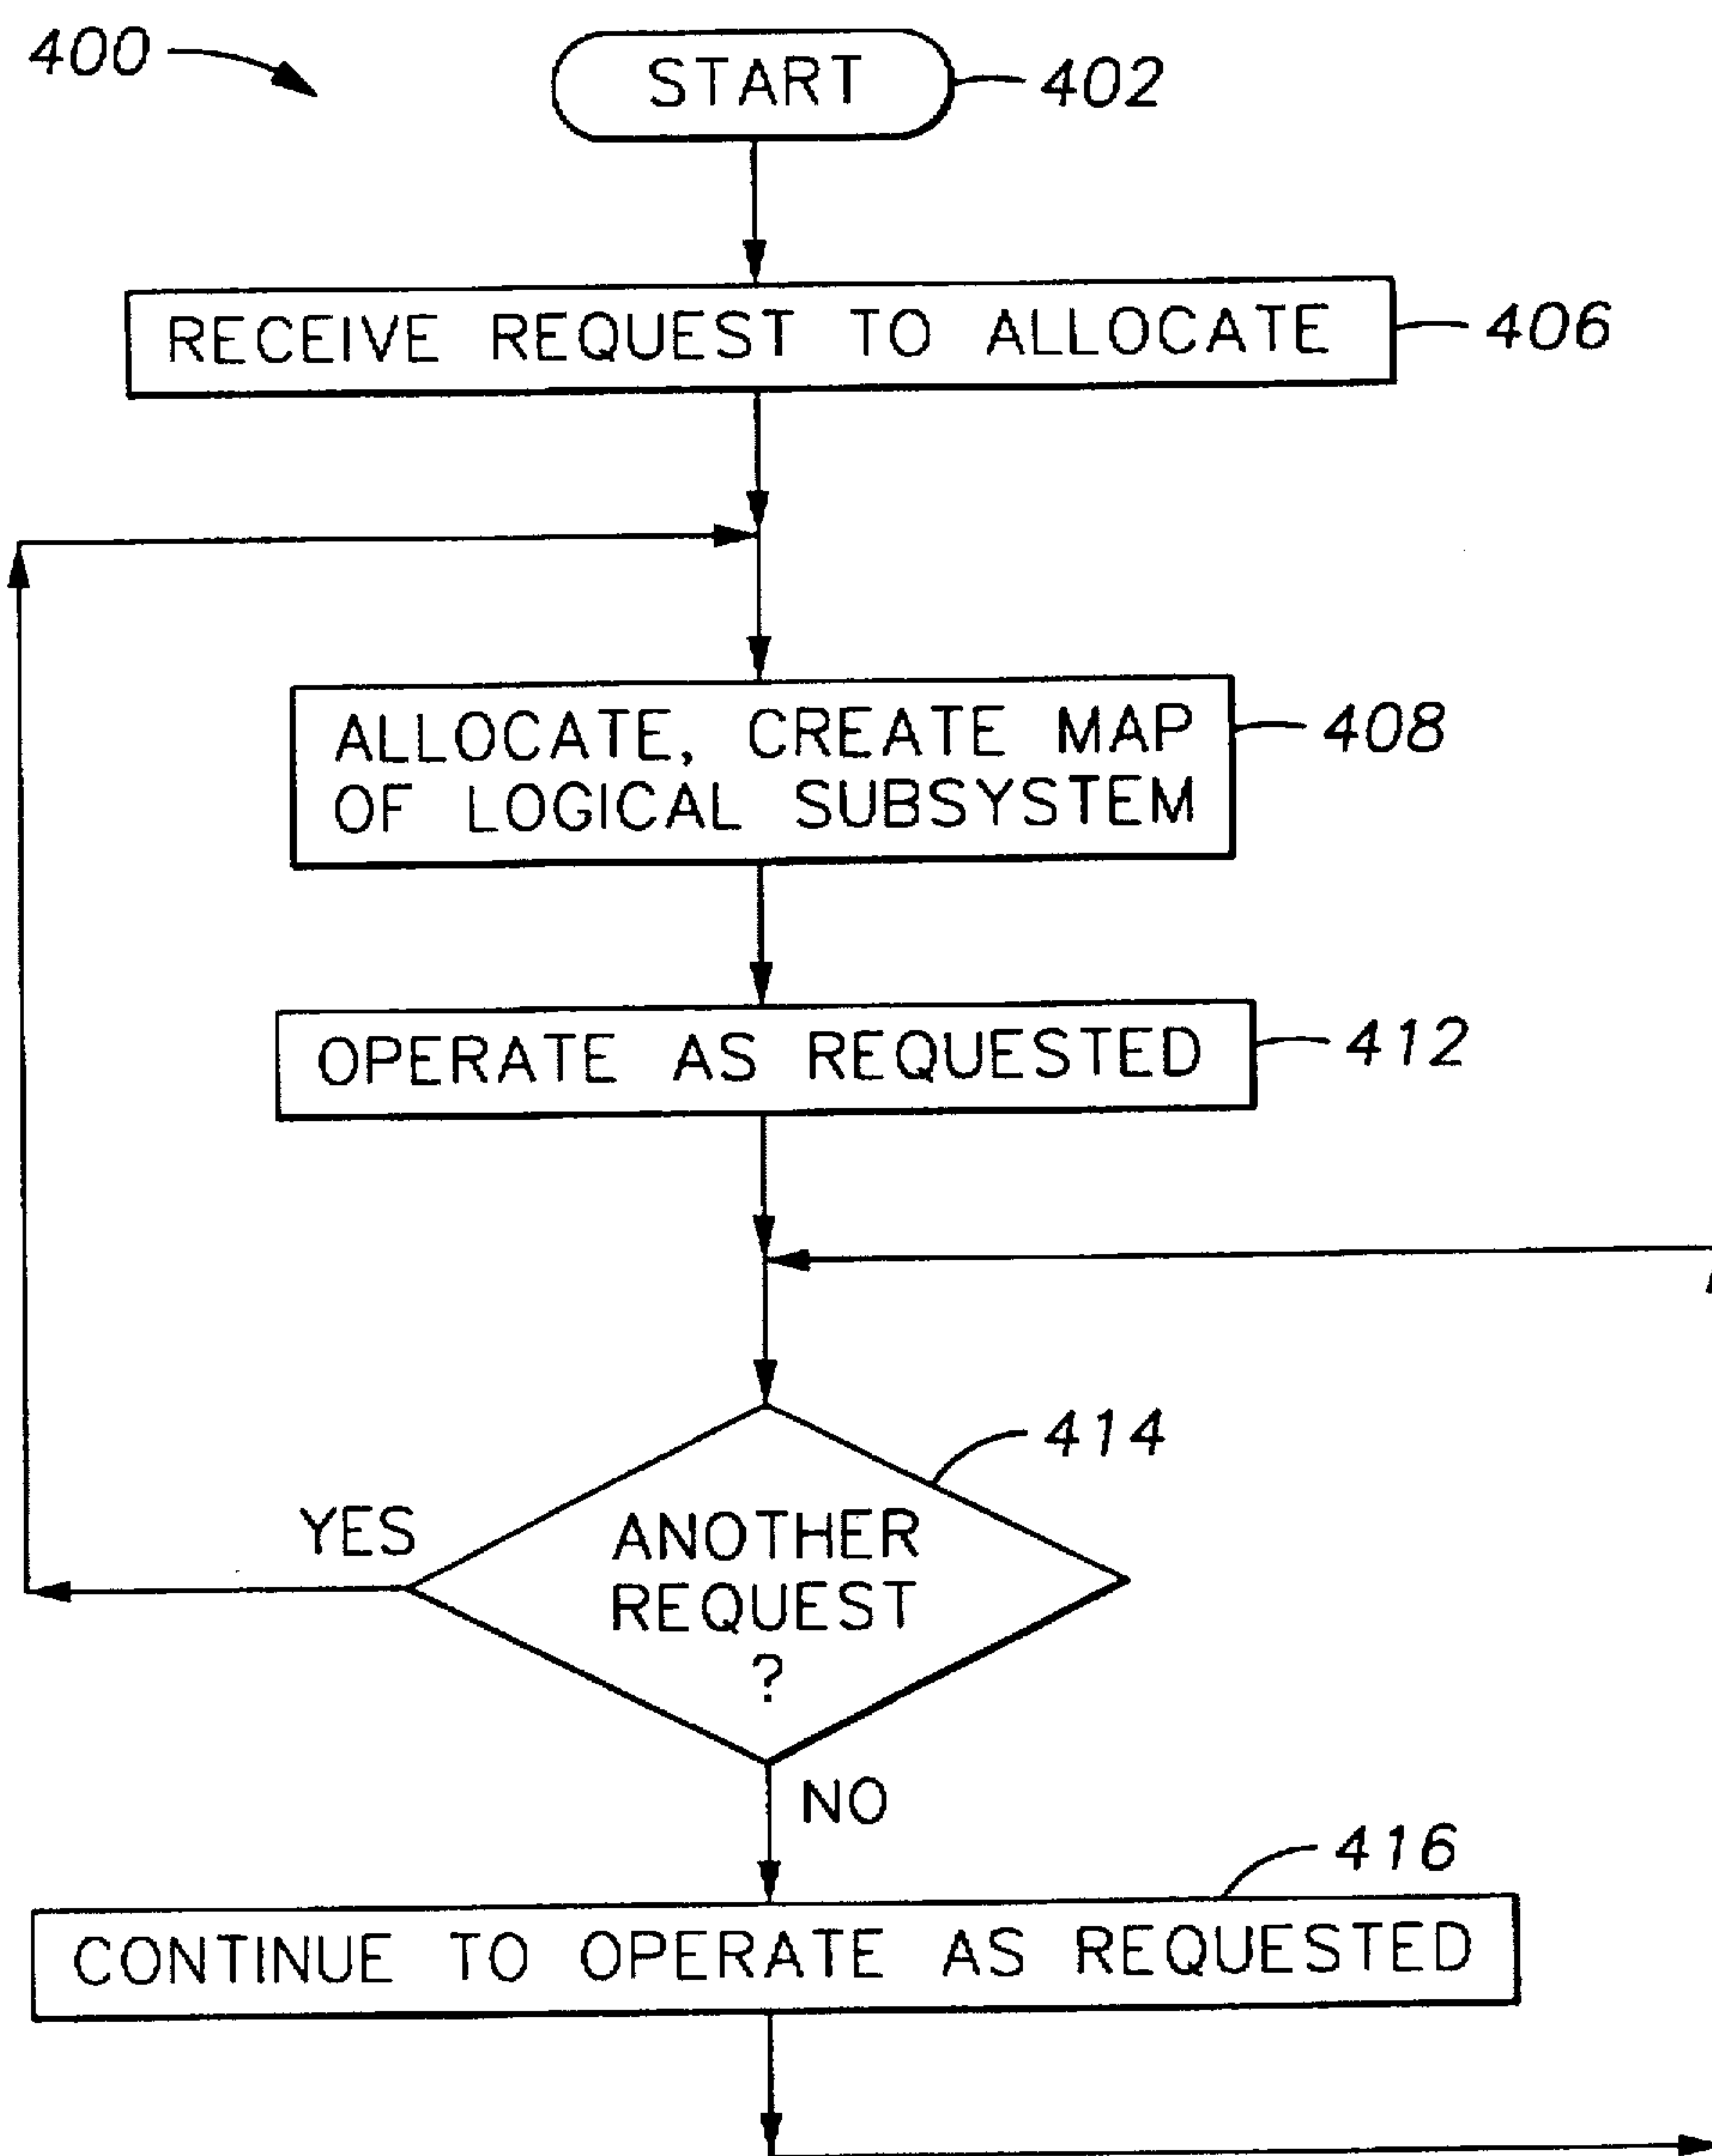 400
START
402
RECEIVE REQUEST TO ALLOCATE
406
ALLOCATE, CREATE MAP
OF LOGICAL SUBSYSTEM
408
OPERATE AS REQUESTED
412
414
YES
ANOTHER
REQUEST
?
NO
416
CONTINUE TO OPERATE AS REQUESTED